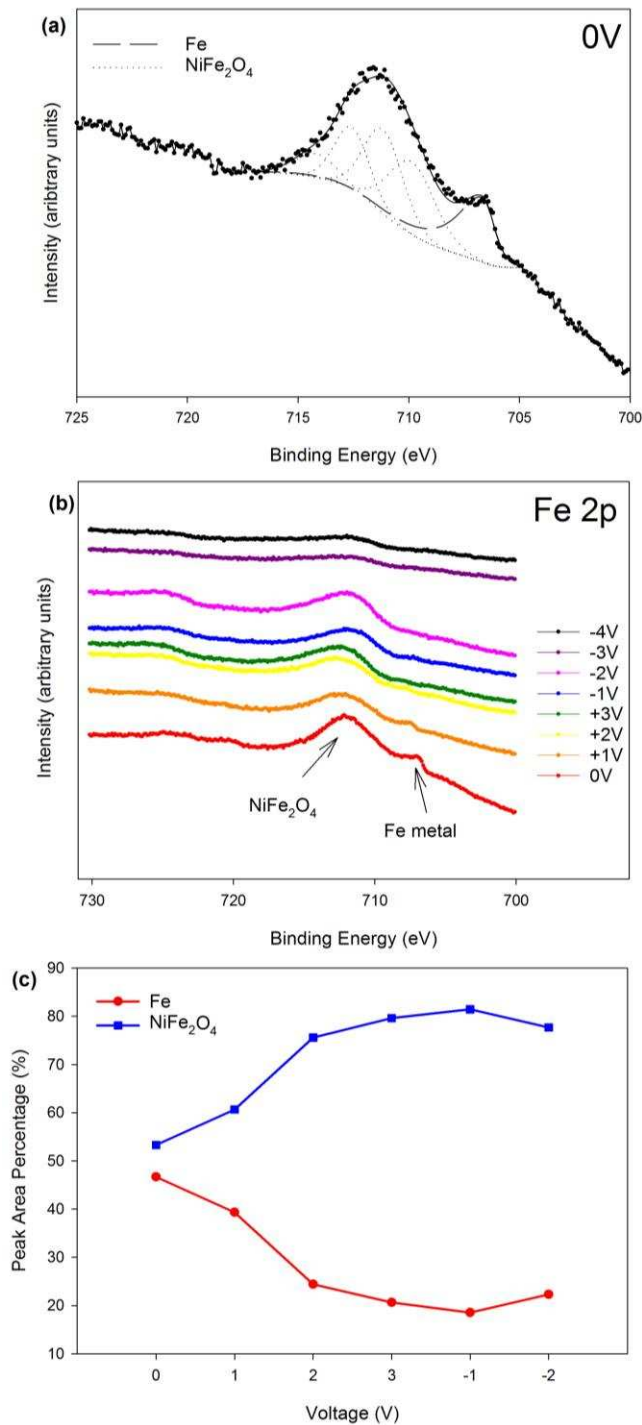 (a)
0V
Fe
NiFe₂O₄
Intensity (aribtrary units)
725
720
715
710
705
700
Binding Energy (eV)
(b)
Fe 2p
Intensity (arbitrary units)
-4V
-3V
-2V
-1V
+3V
+2V
+1V
0V
NiFe₂O₄
Fe metal
730
720
710
700
Binding Energy (eV)
(c)
Fe
NiFe₂O₄
Peak Area Percentage (%)
90
80
70
60
50
40
30
20
10
0
1
2
3
-1
-2
Voltage (V)